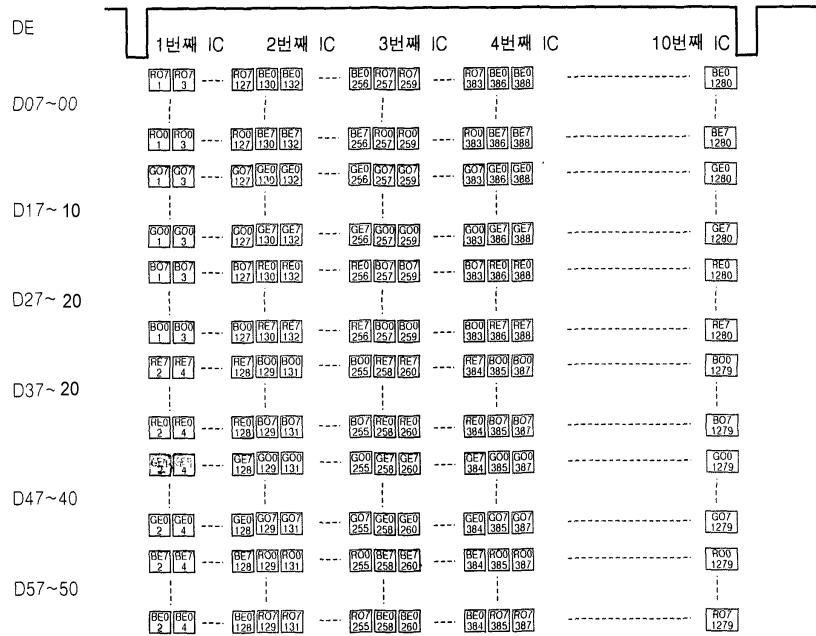 DE
1번째 IC 2번째 IC 3번째 IC 4번째 IC 10번째 IC
RO7 RO7 ---- RO7 BE0 BE0 --- BE0 RO7 RO7 --- RO7 BE0 BE0 ---- BE0
1 3 127 130 132 256 257 259 383 386 388 1280
D07~00
RO0 RO0 ---- RO0 BE7 BE7 --- BE7 RO0 RO0 --- RO0 BE7 BE7 ---- BE7
1 3 127 130 132 256 257 259 383 386 388 1280
GO7 GO7 ---- GO7 GE0 GE0 --- GE0 GO7 GO7 --- GO7 GE0 GE0 ---- GE0
1 3 127 130 132 256 257 259 383 386 388 1280
D17~10
GO0 GO0 ---- GO0 GE7 GE7 --- GE7 GO0 GO0 --- GO0 GE7 GE7 ---- GE7
1 3 127 130 132 256 257 259 383 386 388 1280
BO7 BO7 ---- BO7 RE0 RE0 --- RE0 BO7 BO7 --- BO7 RE0 RE0 ---- RE0
1 3 127 130 132 256 257 259 383 386 388 1280
D27~20
BO0 BO0 ---- BO0 RE7 RE7 --- RE7 BO0 BO0 --- BO0 RE7 RE7 ---- RE7
1 3 127 130 132 256 257 259 383 386 388 1280
RE7 RE7 ---- RE7 BO0 BO0 --- BO0 RE7 RE7 --- RE7 BO0 BO0 ---- BO0
2 4 128 129 131 255 258 260 384 385 387 1279
D37~20
RE0 RE0 ---- RE0 BO7 BO7 --- BO7 RE0 RE0 --- RE0 BO7 BO7 ---- BO7
2 4 128 129 131 255 258 260 384 385 387 1279
---- GE7 GO0 GO0 --- GO0 GE7 GE7 --- GE7 GO0 GO0 ---- GO0
4 128 129 131 255 258 260 384 385 387 1279
D47~40
GE0 GE0 ---- GE0 GO7 GO7 --- GO7 GE0 GE0 --- GE0 GO7 GO7 ---- GO7
2 4 128 129 131 255 258 260 384 385 387 1279
BE7 BE7 ---- BE7 RO0 RO0 --- RO0 BE7 BE7 --- BE7 RO0 RO0 ---- RO0
2 4 128 129 131 255 258 260 384 385 387 1279
D57~50
BE0 BE0 ---- BE0 RO7 RO7 --- RO7 BE0 BE0 --- BE0 RO7 RO7 ---- RO7
2 4 128 129 131 255 258 260 384 385 387 1279